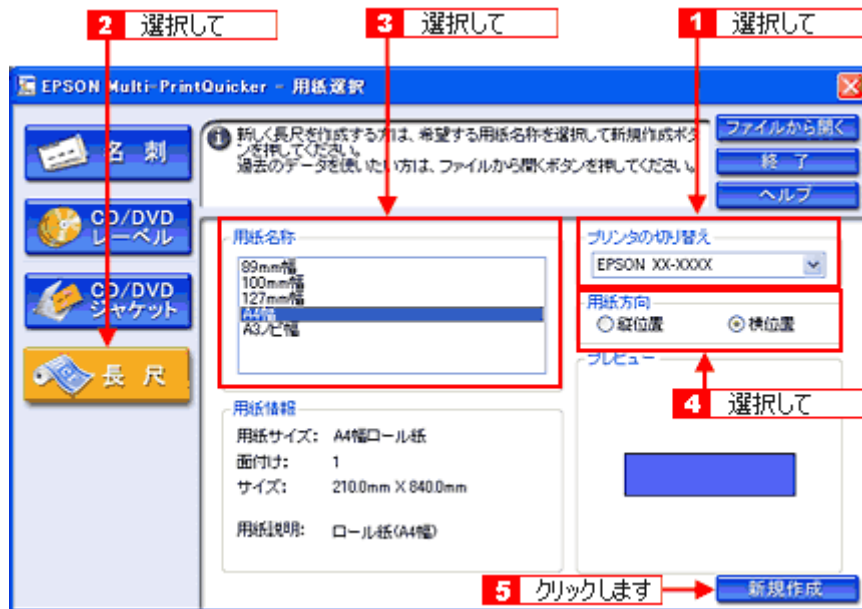 2 選択して
3 選択して
1 選択して
EPSON Multi-PrintQuicker - 用紙選択
名 刺
CD/DVD
レーベル
CD/DVD
ジャケット
長 尺
新しく長尺を作成する方は、希望する用紙名称を選択して新規作成ボタ
ンを押してください。
過去のデータを使いたい方は、ファイルから開くボタンを押してください。
ファイルから開く
終 了
ヘルプ
用紙名称
89mm幅
100mm幅
127mm幅
A4幅
A3ノビ幅
プリンタの切り替え
EPSON XX-XXXX
用紙方向
縦位置
横位置
4 選択して
プレビュー
用紙情報
用紙サイズ: A4幅ロール紙
面付け: 1
サイズ: 210.0mm×840.0mm
用紙説明: ロール紙(A4幅)
5 クリックします
新規作成